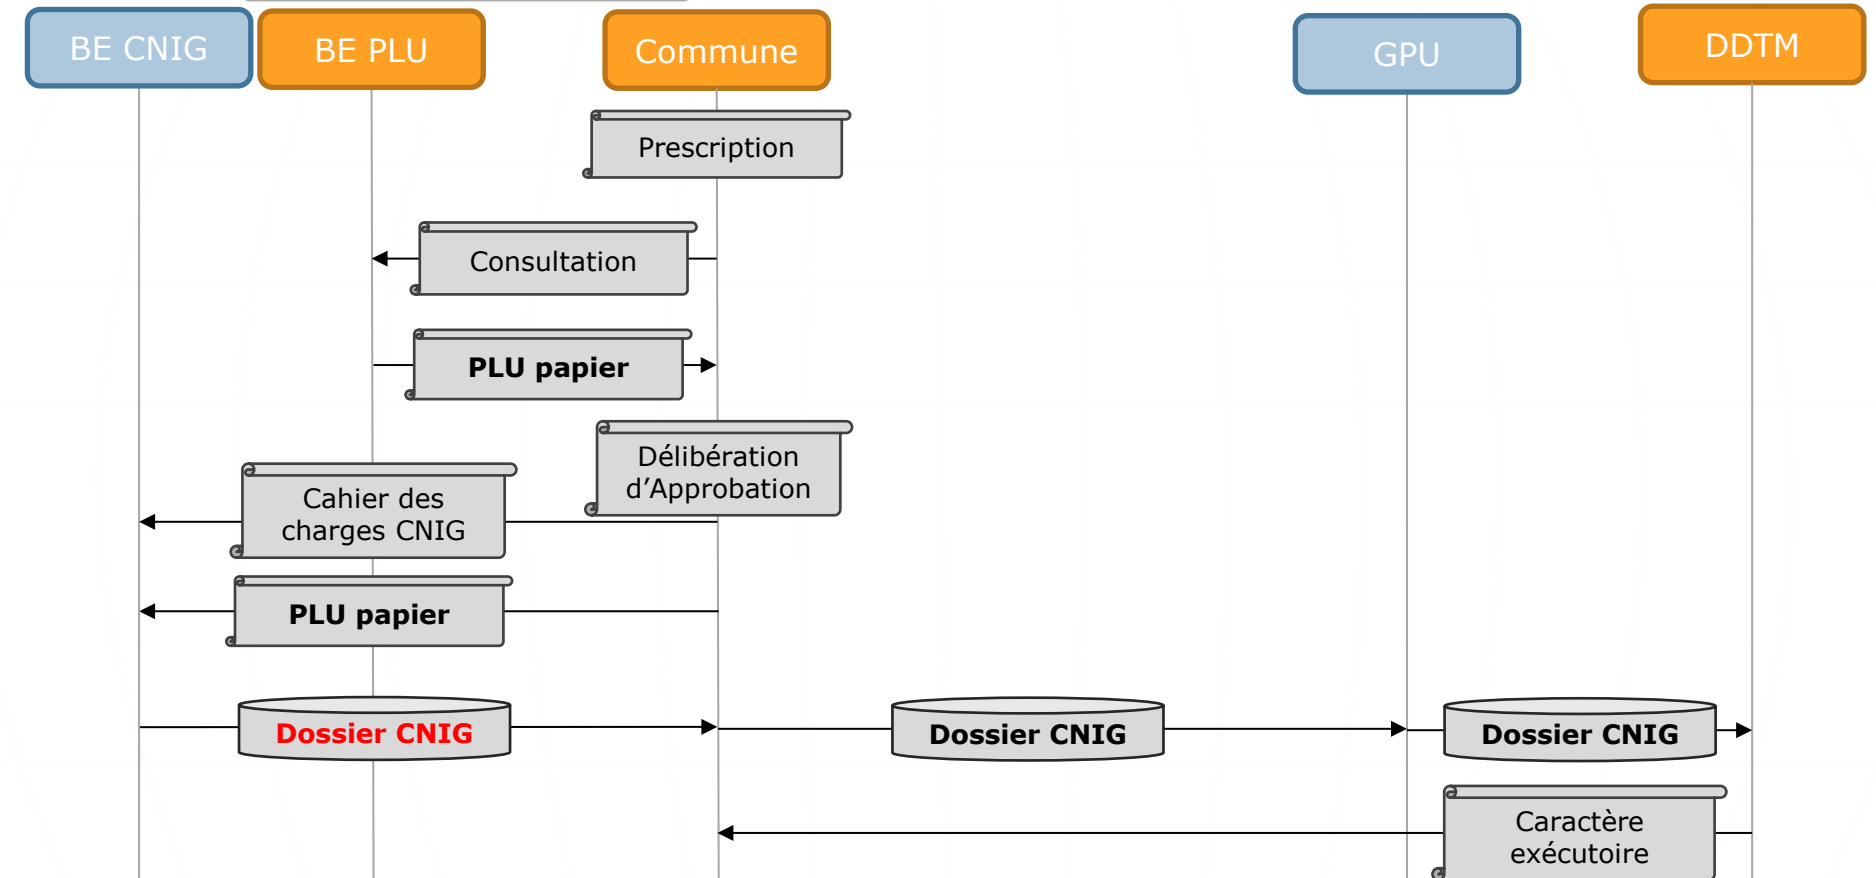 BE CNIG
BE PLU
Commune
GPU
DDTM
Prescription
Consultation
PLU papier
Délibération
d’Approbation
Cahier des
charges CNIG
PLU papier
Dossier CNIG
Dossier CNIG
Dossier CNIG
Caractère
exécutoire